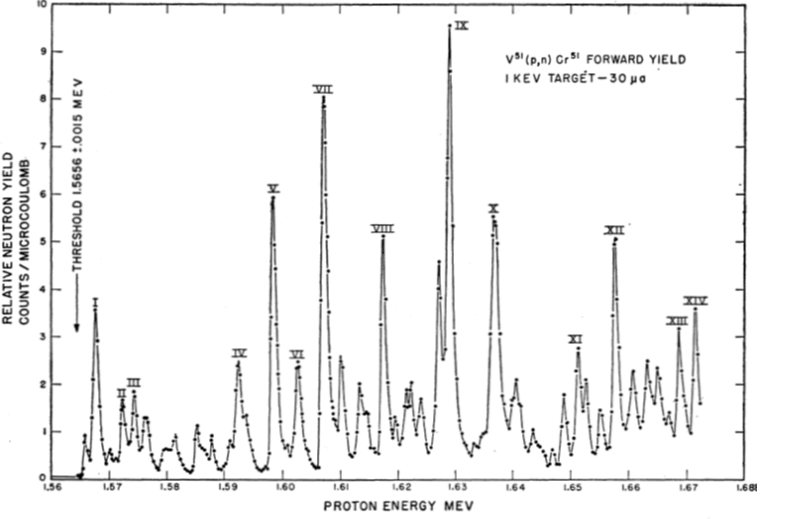 10
9
8
7
6
5
4
3
2
1
0
RELATIVE NEUTRON YIELD
COUNTS / MICROCOULOMB
THRESHOLD 1.5656 ±.0015 MEV
V⁵¹(p,n) Cr⁵¹ FORWARD YIELD
1 KEV TARGET — 30 μa
I
II
III
IV
V
VI
VII
VIII
IX
X
XI
XII
XIII
XIV
1.56 1.57 1.58 1.59 1.60 1.61 1.62 1.63 1.64 1.65 1.66 1.67 1.68
PROTON ENERGY MEV